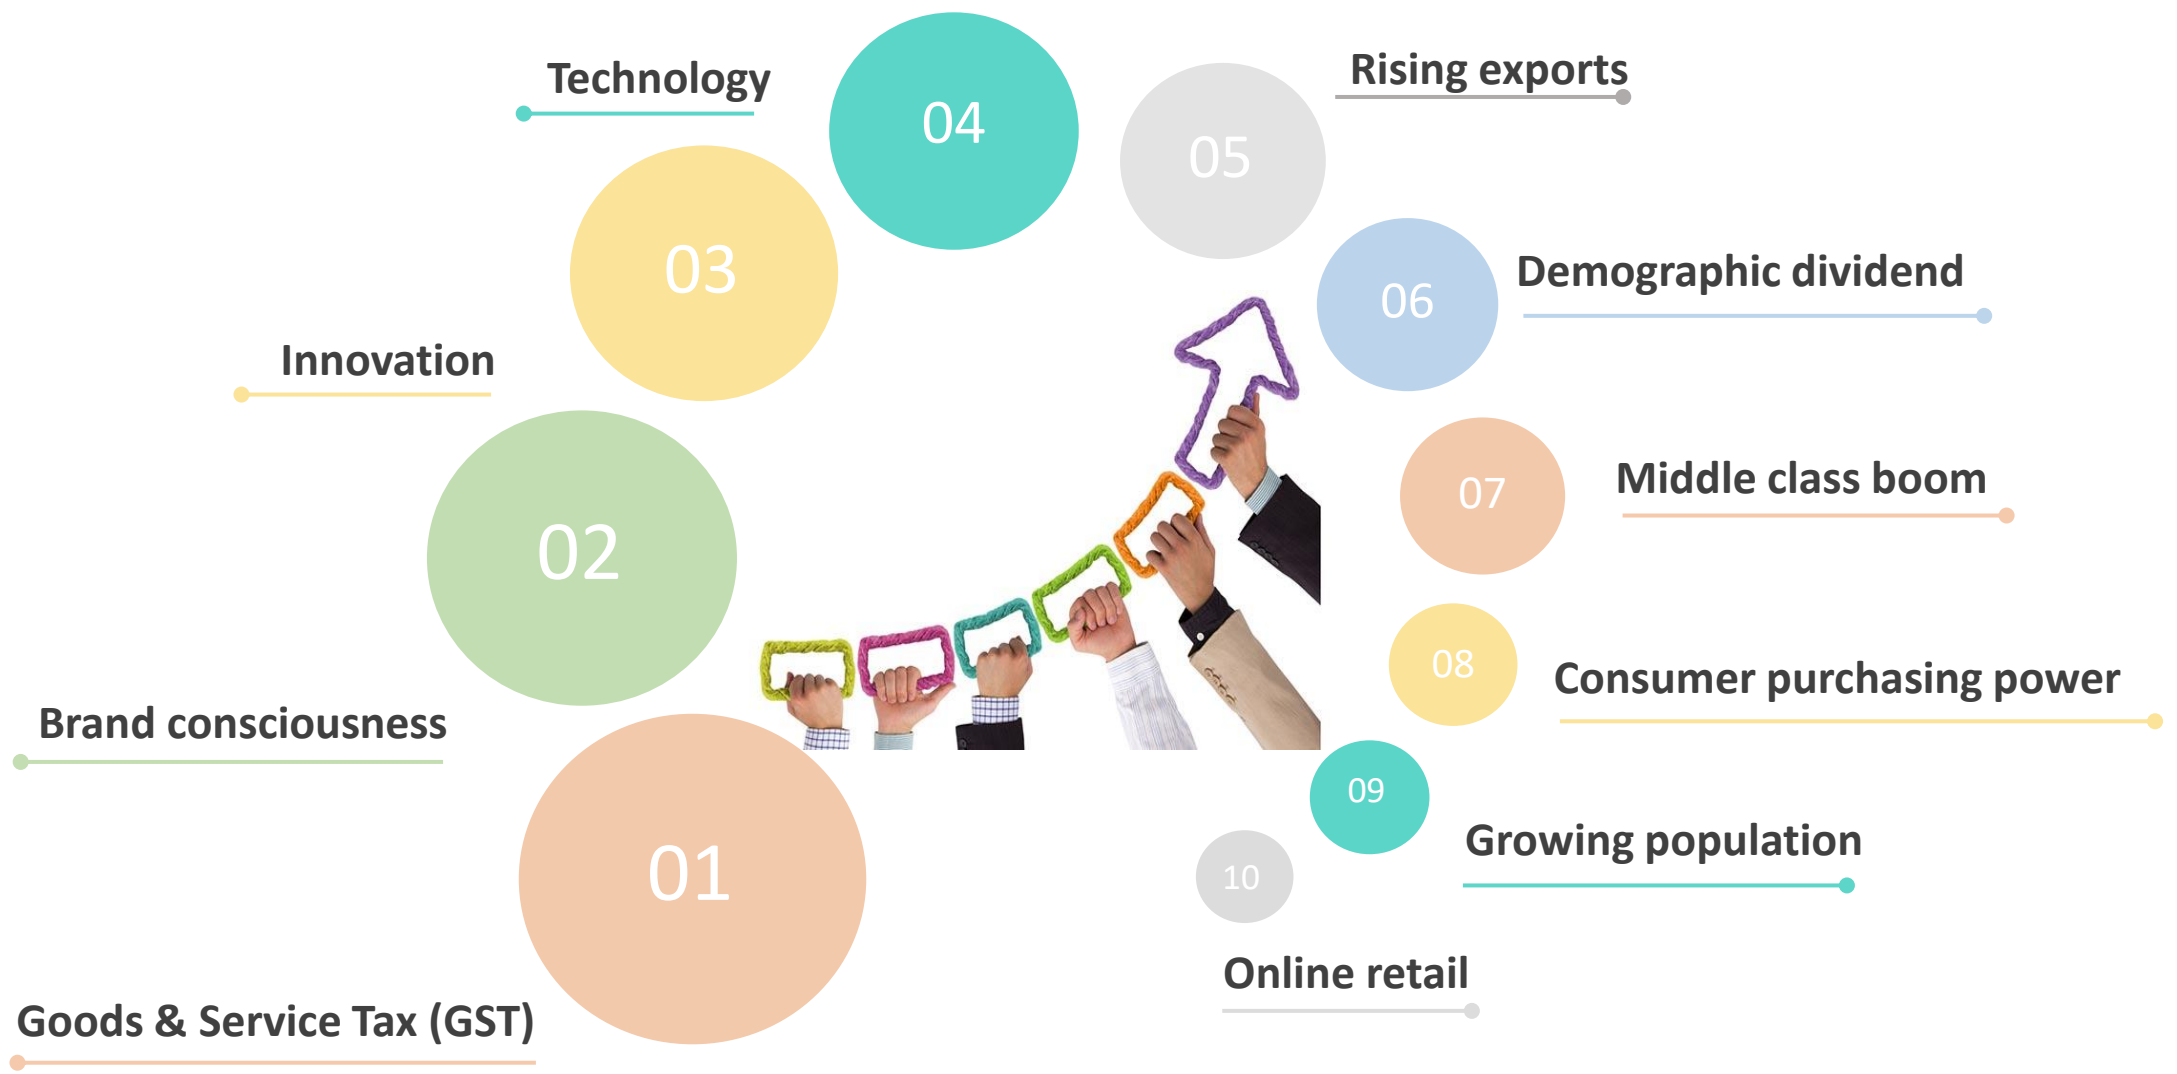 Technology
04
Rising exports
05
03
Demographic dividend
06
Innovation
02
Middle class boom
07
Consumer purchasing power
08
Brand consciousness
01
09
Growing population
10
Online retail
Goods & Service Tax (GST)